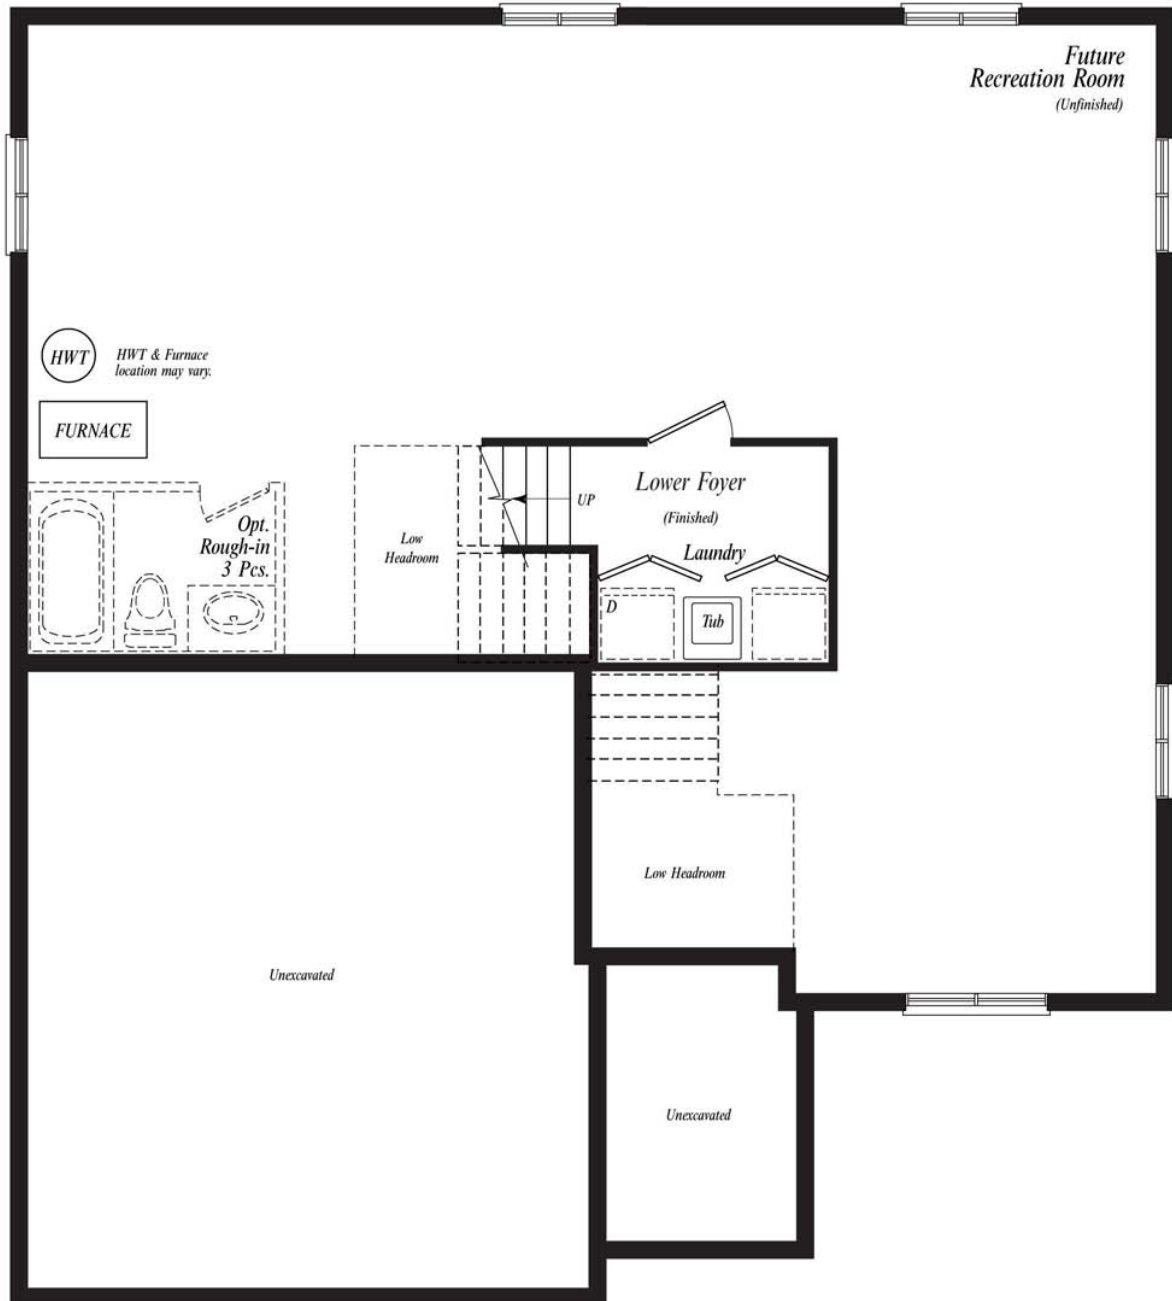 Future
Recreation Room
(Unfinished)
HWT
HWT & Furnace
location may vary.
FURNACE
Opt.
Rough-in
3 Pcs.
Low
Headroom
UP
Lower Foyer
(Finished)
Laundry
D
Tub
Low Headroom
Unexcavated
Unexcavated